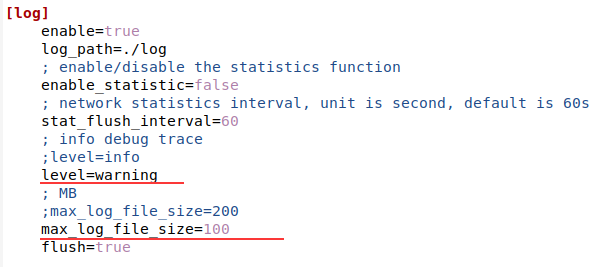 [log]
enable=true
log_path=./log
; enable/disable the statistics function
enable_statistic=false
; network statistics interval, unit is second, default is 60s
stat_flush_interval=60
; info debug trace
;level=info
level=warning
; MB
;max_log_file_size=200
max_log_file_size=100
flush=true